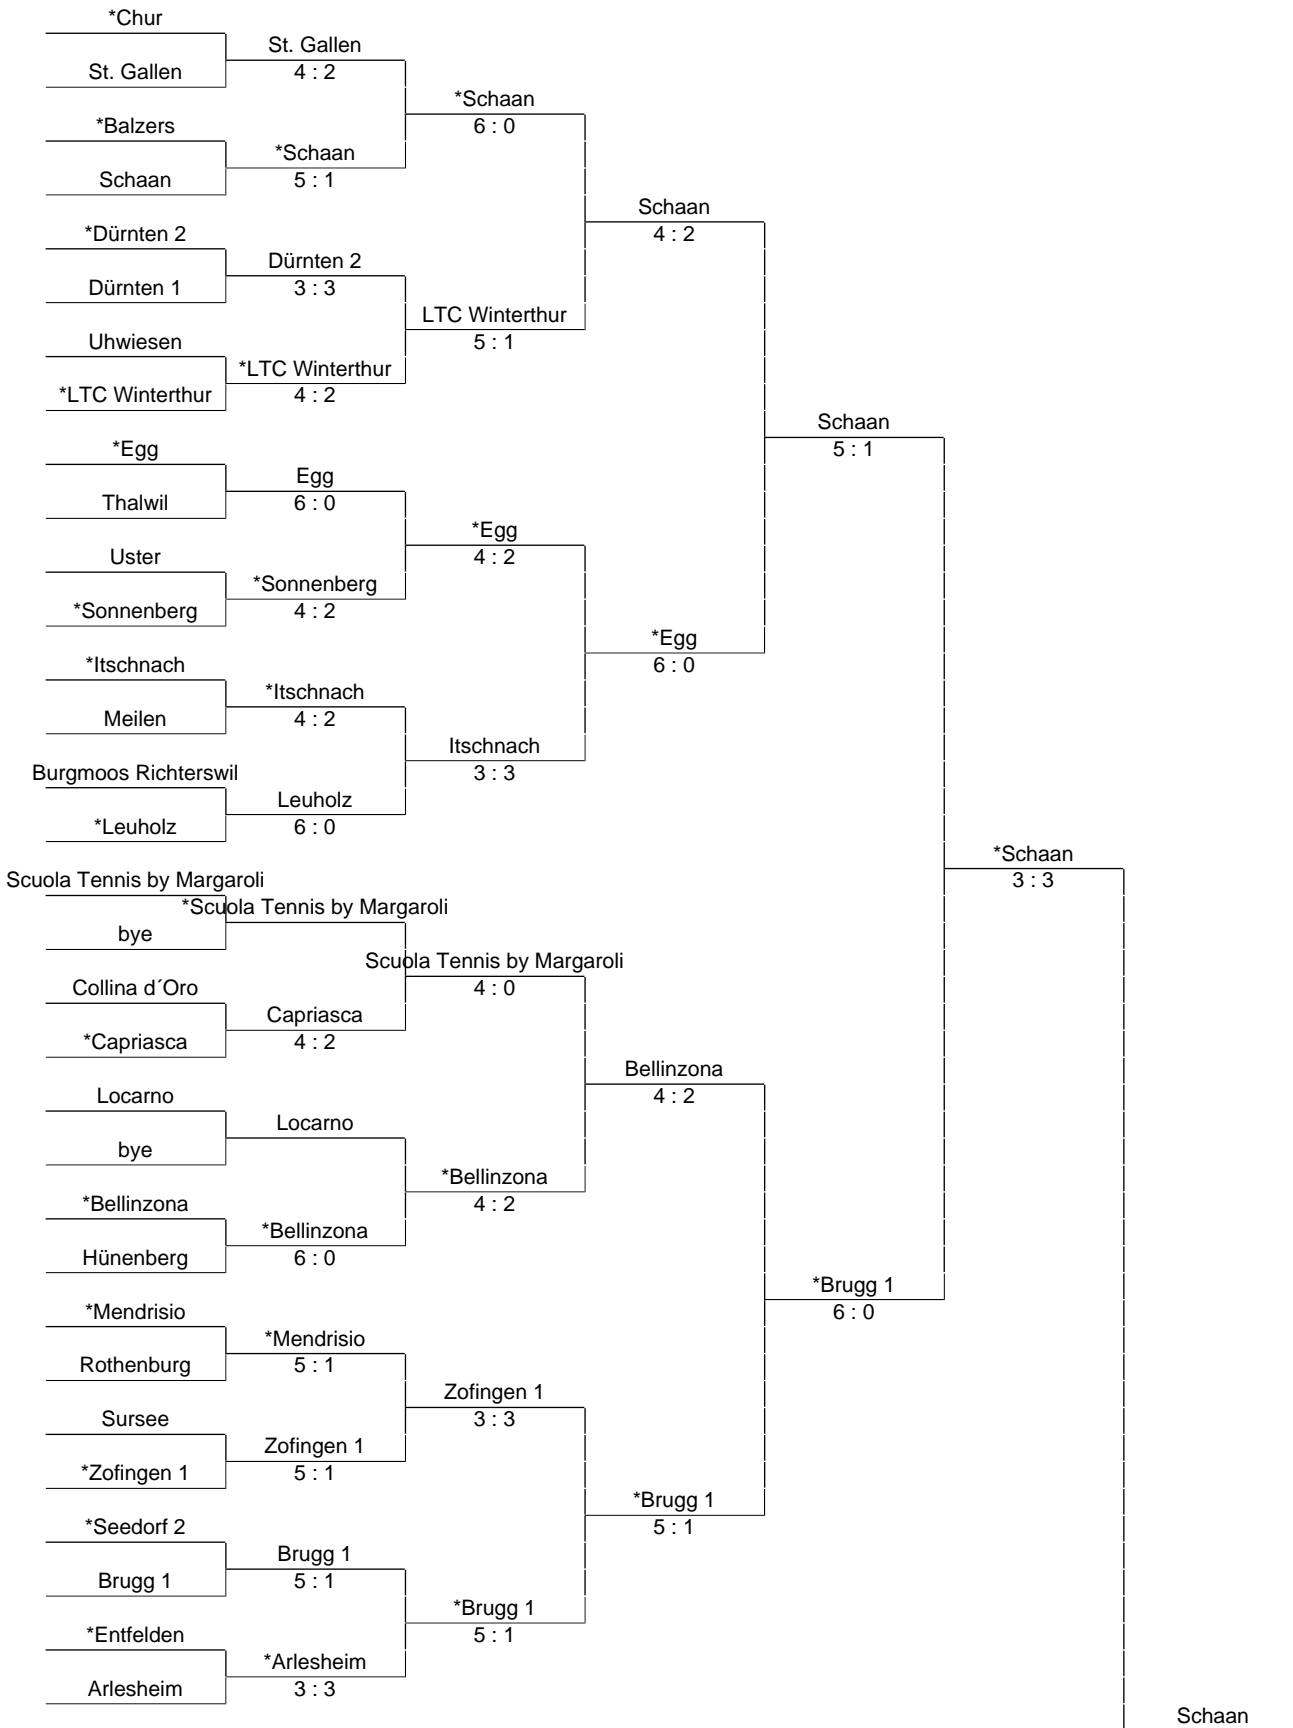 *Chur
St. Gallen
St. Gallen
4 : 2
*Schaan
6 : 0
*Balzers
*Schaan
Schaan
5 : 1
Schaan
4 : 2
*Dürnten 2
Dürnten 2
Dürnten 1
3 : 3
LTC Winterthur
5 : 1
Uhwiesen
*LTC Winterthur
*LTC Winterthur
4 : 2
Schaan
5 : 1
*Egg
Egg
Thalwil
6 : 0
*Egg
4 : 2
Uster
*Sonnenberg
*Sonnenberg
4 : 2
*Egg
6 : 0
*Itschnach
*Itschnach
Meilen
4 : 2
Itschnach
3 : 3
Burgmoos Richterswil
Leuholz
*Leuholz
6 : 0
*Schaan
3 : 3
Scuola Tennis by Margaroli
*Scuola Tennis by Margaroli
bye
Scuola Tennis by Margaroli
4 : 0
Collina d´Oro
Capriasca
*Capriasca
4 : 2
Bellinzona
4 : 2
Locarno
Locarno
bye
*Bellinzona
4 : 2
*Bellinzona
*Bellinzona
Hünenberg
6 : 0
*Brugg 1
6 : 0
*Mendrisio
*Mendrisio
Rothenburg
5 : 1
Zofingen 1
3 : 3
Sursee
Zofingen 1
*Zofingen 1
5 : 1
*Brugg 1
5 : 1
*Seedorf 2
Brugg 1
Brugg 1
5 : 1
*Brugg 1
5 : 1
*Entfelden
*Arlesheim
Arlesheim
3 : 3
Schaan